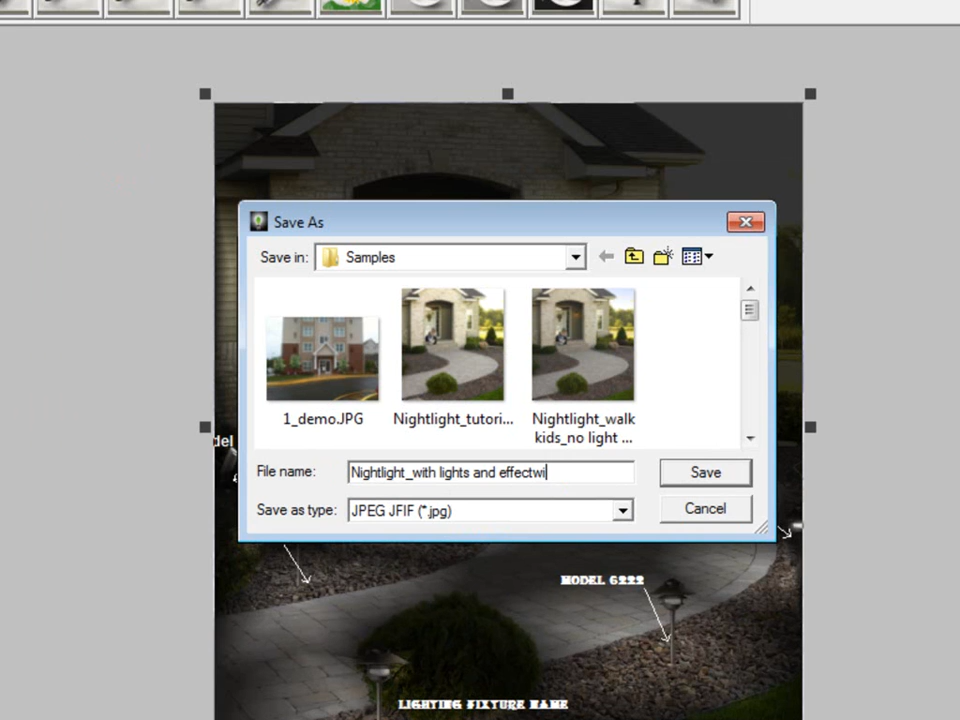 Save As
Save in: Samples
1_demo.JPG
Nightlight_tutori...
Nightlight_walk
kids_no light ...
File name: Nightlight_with lights and effectwi
Save
Save as type: JPEG JFIF (*.jpg)
Cancel
del
MODEL 6222
LIGHTING FIXTURE NAME